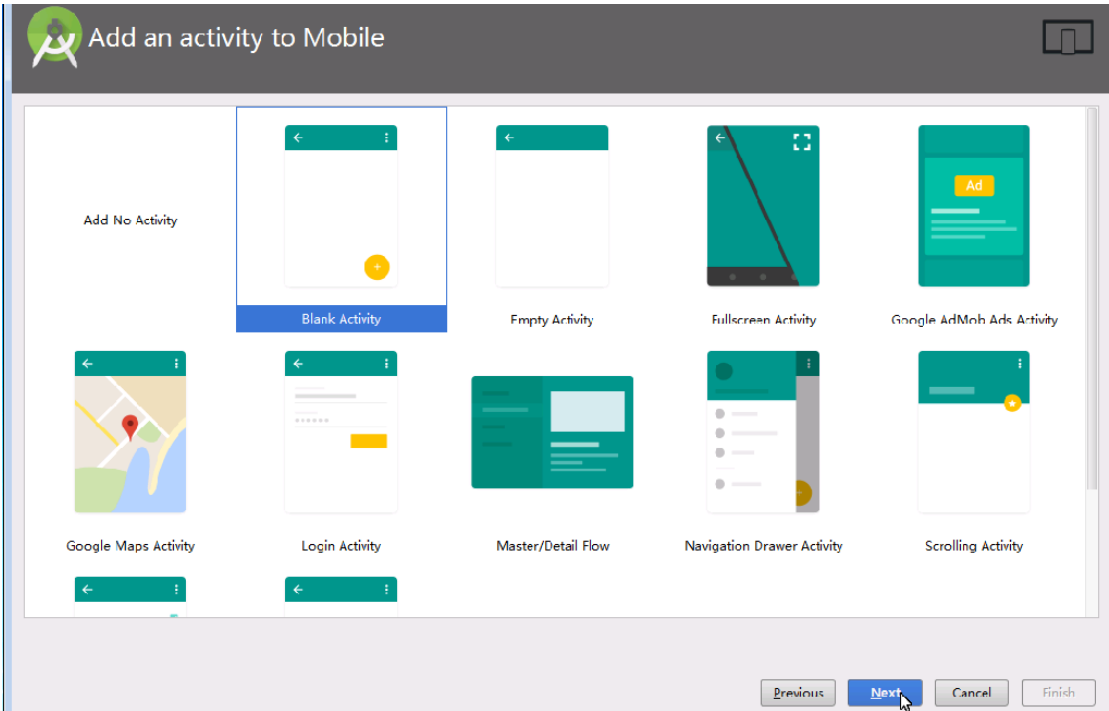 Add an activity to Mobile
Ad
Add No Activity
Blank Activity
Empty Activity
Fullscreen Activity
Google AdMob Ads Activity
Google Maps Activity
Login Activity
Master/Detail Flow
Navigation Drawer Activity
Scrolling Activity
Previous
Next
Cancel
Finish